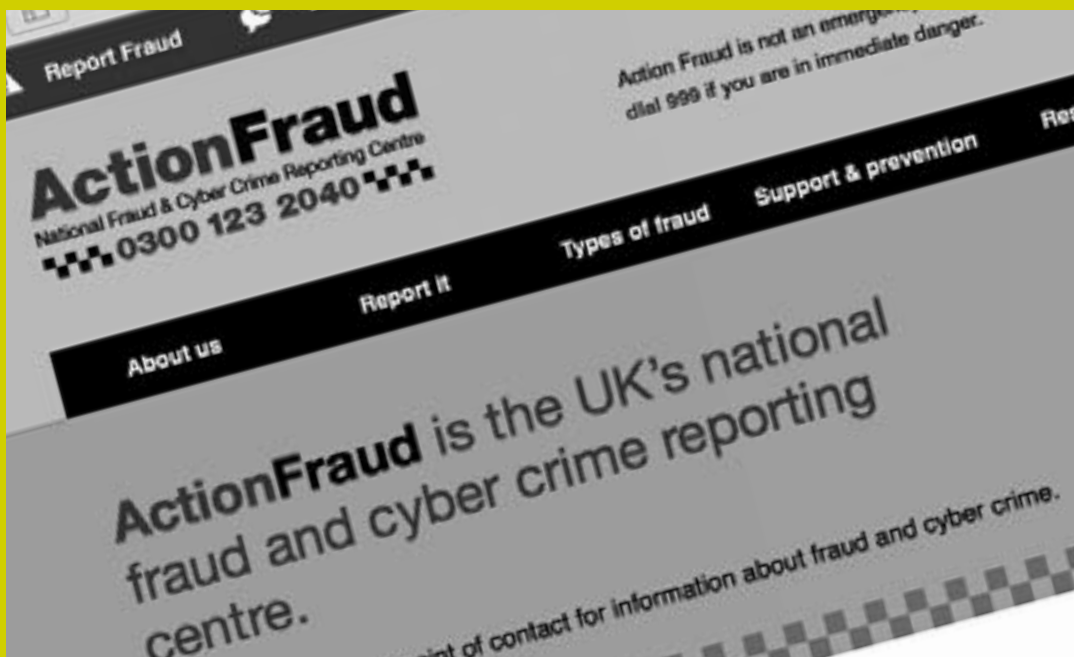 Report Fraud
ActionFraud
National Fraud & Cyber Crime Reporting Centre
0300 123 2040
Action Fraud is not an
dial 999 if you are in immediate danger.
About us
Report it
Types of fraud
Support & prevention
ActionFraud is the UK's national
fraud and cyber crime reporting
centre.
of contact for information about fraud and cyber crime.